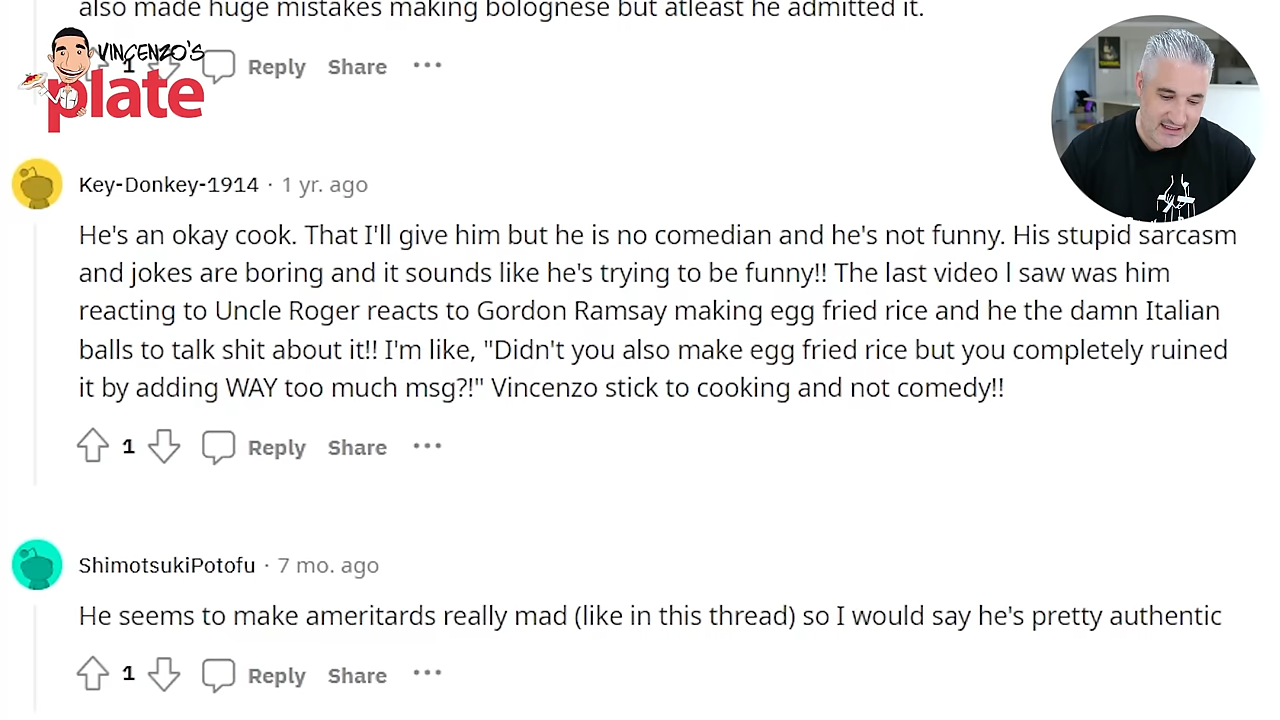 also made huge mistakes making bolognese but atleast he admitted it.
VINCENZO'S
plate
1
Reply Share
Key-Donkey-1914 · 1 yr. ago
He's an okay cook. That I'll give him but he is no comedian and he's not funny. His stupid sarcasm
and jokes are boring and it sounds like he's trying to be funny!! The last video I saw was him
reacting to Uncle Roger reacts to Gordon Ramsay making egg fried rice and he the damn Italian
balls to talk shit about it!! I'm like, "Didn't you also make egg fried rice but you completely ruined
it by adding WAY too much msg?!" Vincenzo stick to cooking and not comedy!!
1 Reply Share
ShimotsukiPotofu · 7 mo. ago
He seems to make ameritards really mad (like in this thread) so I would say he's pretty authentic
1 Reply Share